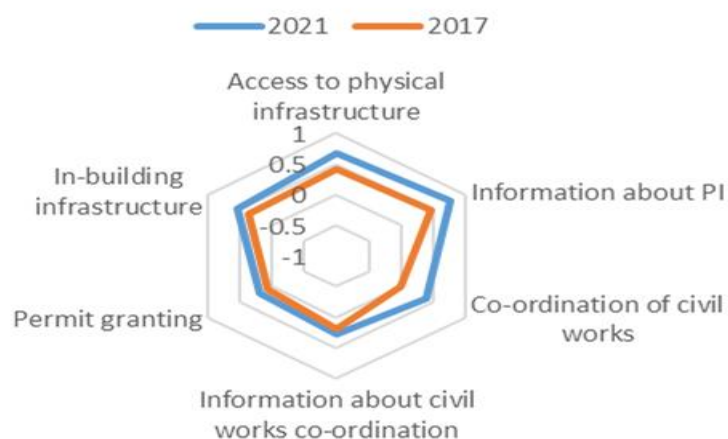 2021 2017
Access to physical
infrastructure
1
0.5
0
-0.5
-1
In-building
infrastructure
Information about PI
Permit granting
Co-ordination of civil
works
Information about civil
works co-ordination